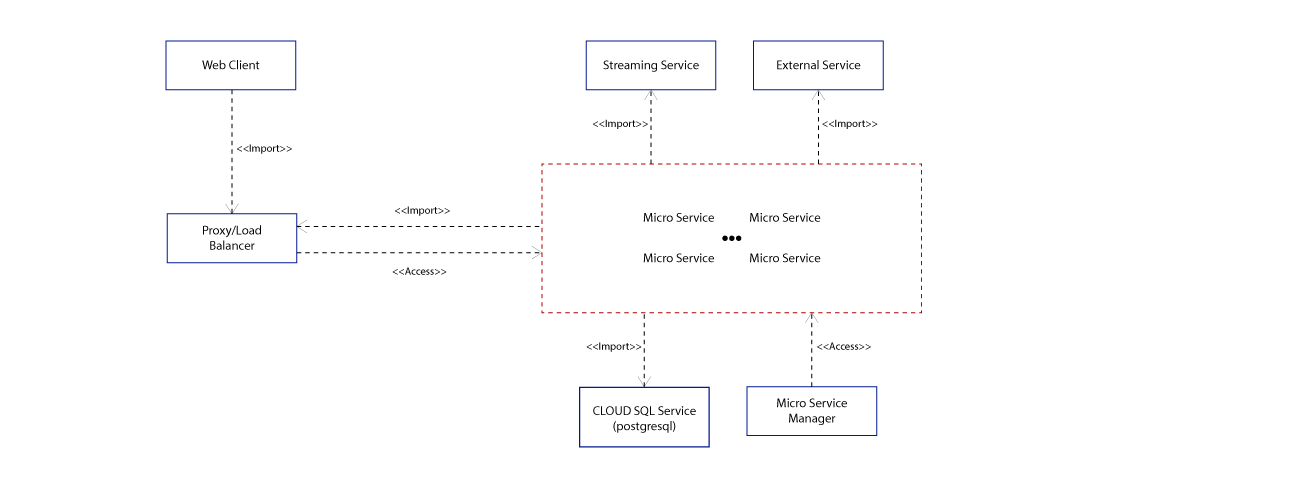 Web Client
Streaming Service
External Service
<<Import>>
<<Import>>
<<Import>>
Proxy/Load
Balancer
<<Import>>
<<Access>>
Micro Service
Micro Service
Micro Service
Micro Service
<<Import>>
<<Access>>
CLOUD SQL Service
(postgresql)
Micro Service
Manager